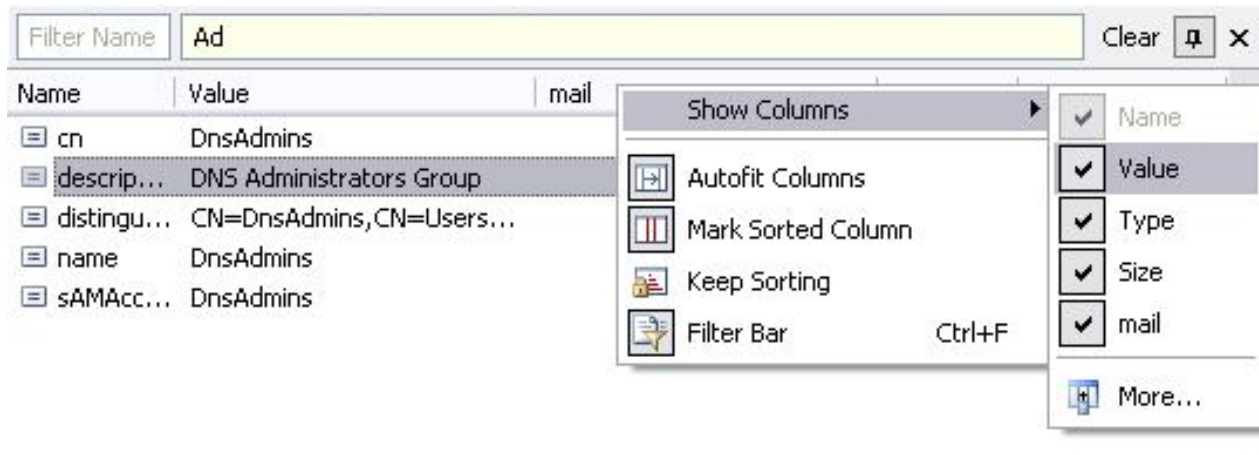 Filter Name Ad Clear
Name Value mail
cn DnsAdmins
descrip... DNS Administrators Group
distingu... CN=DnsAdmins,CN=Users...
name DnsAdmins
sAMAcc... DnsAdmins
Show Columns
Autofit Columns
Mark Sorted Column
Keep Sorting
Filter Bar Ctrl+F
Name
Value
Type
Size
mail
More...